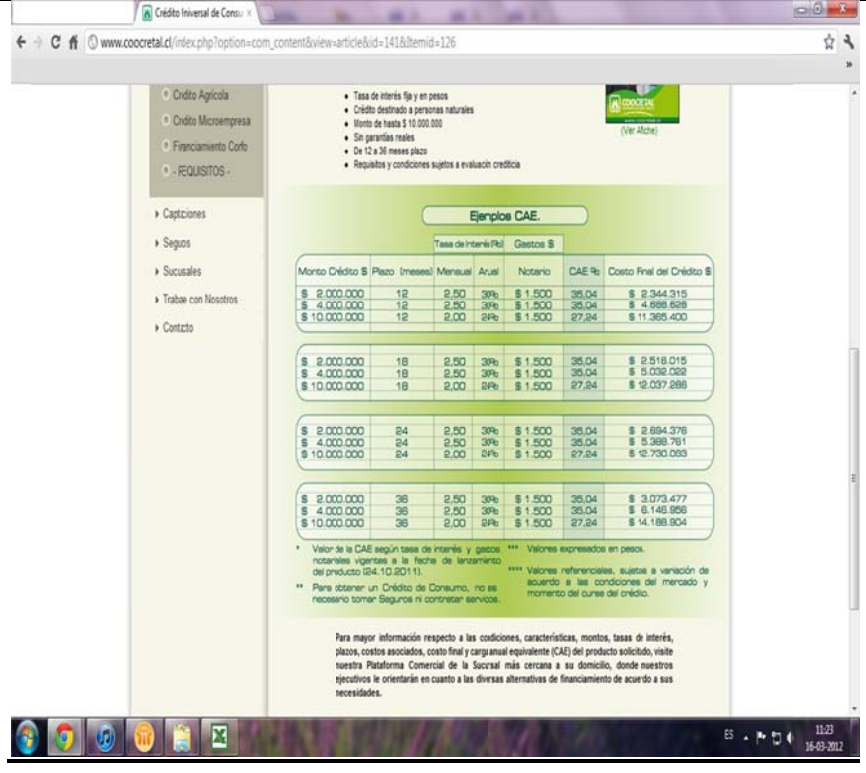 Crédito Iniversal de Consu ×
www.coocretal.cl/intex.php?option=com_content&view=article&id=141&Itemid=126
»
Crdito Agrícola
Crdito Microempresa
Finnciamiento Corfo
- REQUISITOS -
Captciones
Seguos
Sucusales
Trabae con Nosotros
Contcto
• Tasa de interés fija y en pesos
• Crédito destinado a personas naturales
• Monto de hasta $ 10.000.000
• Sin garantías reales
• De 12 a 36 meses plazo
• Requisitos y condiciones sujetos a evaluacin crediticia
COOCRETAL
(Ver Afiche)
Ejemplos CAE.
Tasa de Interés (%) Gastos $
Monto Crédito $ Plazo (meses) Mensual Anual Notario CAE % Costo Final del Crédito $
$ 2.000.000 12 2,50 30% $ 1.500 35,04 $ 2.344.315
$ 4.000.000 12 2,50 30% $ 1.500 35,04 $ 4.688.628
$ 10.000.000 12 2,00 24% $ 1.500 27,24 $ 11.365.400
$ 2.000.000 18 2,50 30% $ 1.500 35,04 $ 2.516.015
$ 4.000.000 18 2,50 30% $ 1.500 35,04 $ 5.032.022
$ 10.000.000 18 2,00 24% $ 1.500 27,24 $ 12.037.286
$ 2.000.000 24 2,50 30% $ 1.500 35,04 $ 2.694.376
$ 4.000.000 24 2,50 30% $ 1.500 35,04 $ 5.388.761
$ 10.000.000 24 2,00 24% $ 1.500 27,24 $ 12.730.093
$ 2.000.000 36 2,50 30% $ 1.500 35,04 $ 3.073.477
$ 4.000.000 36 2,50 30% $ 1.500 35,04 $ 6.146.956
$ 10.000.000 36 2,00 24% $ 1.500 27,24 $ 14.188.904
* Valor de la CAE según tasa de interés y gastos
notariales vigentes a la fecha de lanzamiento
del producto (24.10.2011).
** Para obtener un Crédito de Consumo, no es
necesario tomar Seguros ni contratar servicios.
*** Valores expresados en pesos.
**** Valores referenciales, sujetos a variación de
acuerdo a las condiciones del mercado y
momento del curse del crédito.
Para mayor información respecto a las codiciones, características, montos, tasas de interés,
plazos, costos asociados, costo final y carga anual equivalente (CAE) del producto solicitdo, visite
nuestra Plataforma Comercial de la Sucursal más cercana a su domicilio, donde nuestros
ejecutivos le orientarán en cuanto a las divesas alternativas de financiamiento de acuerdo a sus
necesidades.
ES
11:23
16-03-2012